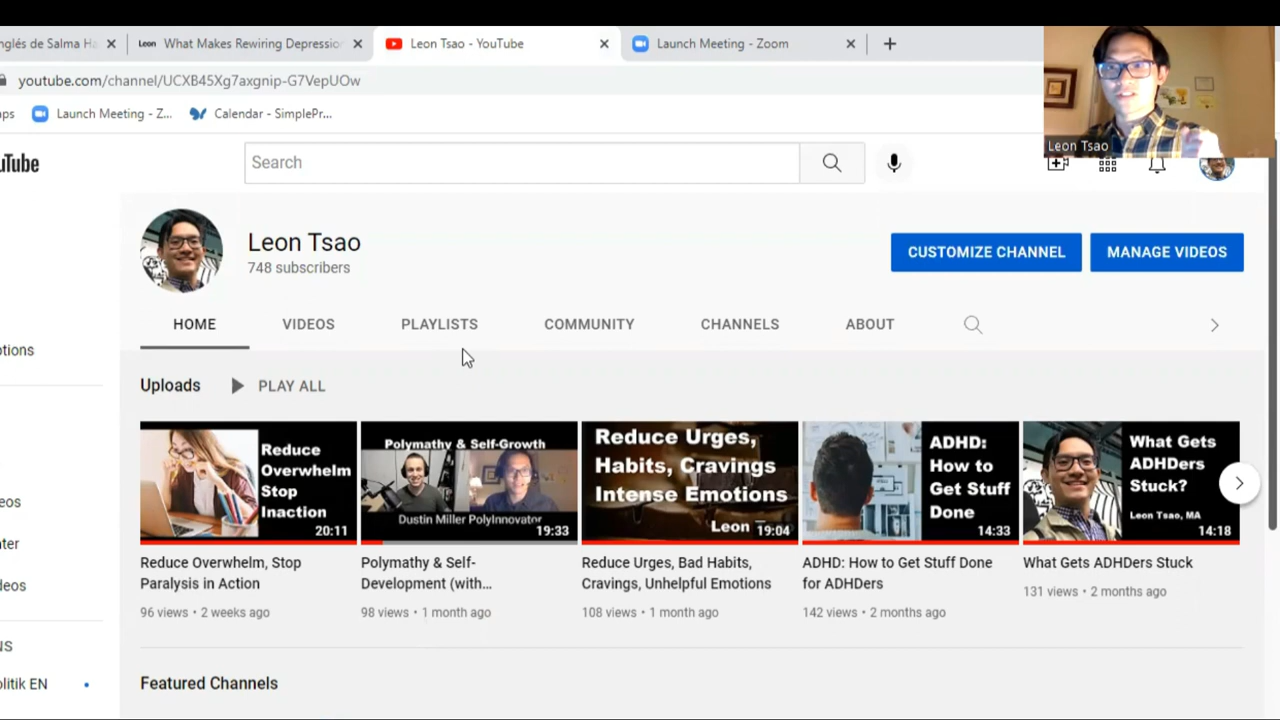 nglés de Salma Ha
Leon What Makes Rewiring Depression
Leon Tsao - YouTube
Launch Meeting - Zoom
youtube.com/channel/UCXB45Xg7axgnip-G7VepUOw
ps
Launch Meeting - Z...
Calendar - SimplePr...
Leon Tsao
uTube
Search
Leon Tsao
748 subscribers
CUSTOMIZE CHANNEL
MANAGE VIDEOS
HOME
VIDEOS
PLAYLISTS
COMMUNITY
CHANNELS
ABOUT
ptions
Uploads
PLAY ALL
Reduce
Overwhelm
Stop
Inaction
20:11
Polymathy & Self-Growth
Dustin Miller PolyInnovator
19:33
Reduce Urges,
Habits, Cravings
Intense Emotions
Leon
19:04
ADHD:
How to
Get Stuff
Done
14:33
What Gets
ADHDers
Stuck?
Leon Tsao, MA
14:18
Reduce Overwhelm, Stop
Paralysis in Action
96 views • 2 weeks ago
Polymathy & Self-
Development (with...
98 views • 1 month ago
Reduce Urges, Bad Habits,
Cravings, Unhelpful Emotions
108 views • 1 month ago
ADHD: How to Get Stuff Done
for ADHDers
142 views • 2 months ago
What Gets ADHDers Stuck
131 views • 2 months ago
eos
ter
deos
NS
olitik EN
Featured Channels